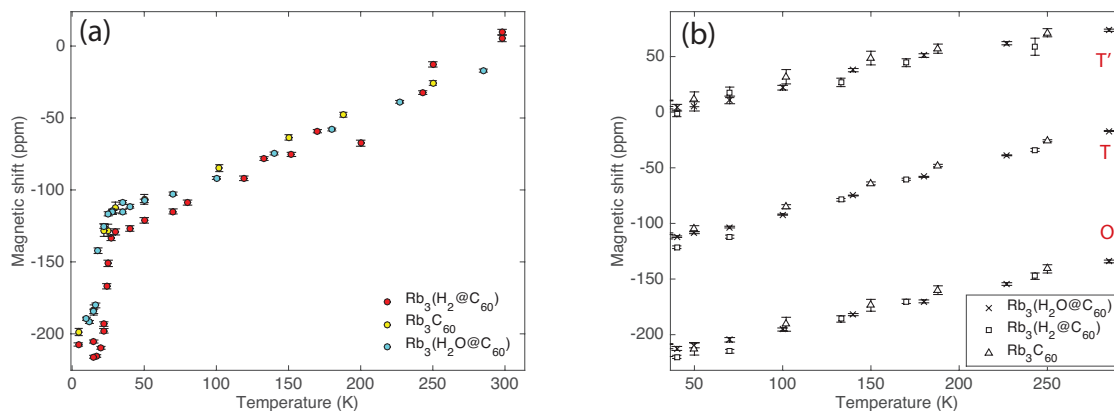 (a)
0
-50
-100
-150
-200
Magnetic shift (ppm)
0 50 100 150 200 250 300
Temperature (K)
Rb3(H2@C60)
Rb3C60
Rb3(H2O@C60)
(b)
50
0
-50
-100
-150
-200
Magnetic shift (ppm)
50 100 150 200 250
Temperature (K)
T'
T
O
Rb3(H2O@C60)
Rb3(H2@C60)
Rb3C60